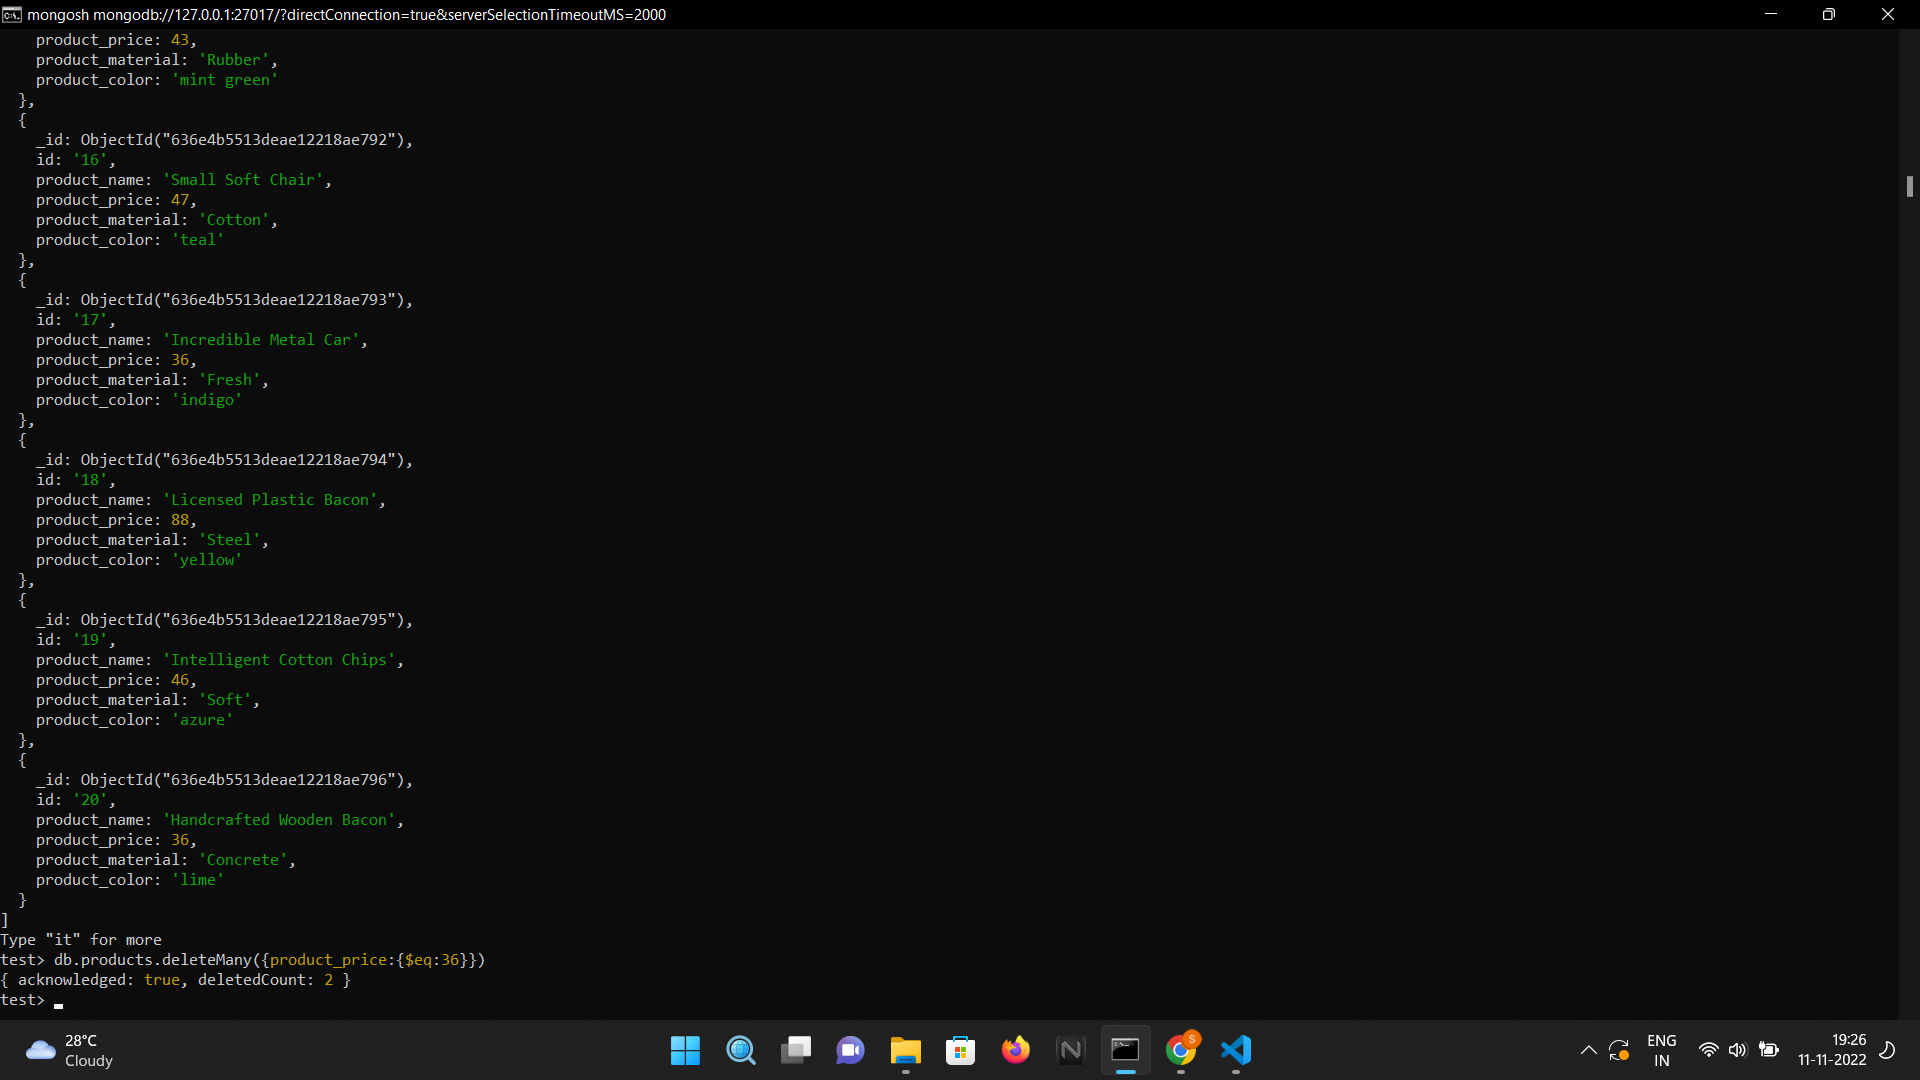 mongosh mongodb://127.0.0.1:27017/?directConnection=true&serverSelectionTimeoutMS=2000
    product_price: 43,
    product_material: 'Rubber',
    product_color: 'mint green'
  },
  {
    _id: ObjectId("636e4b5513deae12218ae792"),
    id: '16',
    product_name: 'Small Soft Chair',
    product_price: 47,
    product_material: 'Cotton',
    product_color: 'teal'
  },
  {
    _id: ObjectId("636e4b5513deae12218ae793"),
    id: '17',
    product_name: 'Incredible Metal Car',
    product_price: 36,
    product_material: 'Fresh',
    product_color: 'indigo'
  },
  {
    _id: ObjectId("636e4b5513deae12218ae794"),
    id: '18',
    product_name: 'Licensed Plastic Bacon',
    product_price: 88,
    product_material: 'Steel',
    product_color: 'yellow'
  },
  {
    _id: ObjectId("636e4b5513deae12218ae795"),
    id: '19',
    product_name: 'Intelligent Cotton Chips',
    product_price: 46,
    product_material: 'Soft',
    product_color: 'azure'
  },
  {
    _id: ObjectId("636e4b5513deae12218ae796"),
    id: '20',
    product_name: 'Handcrafted Wooden Bacon',
    product_price: 36,
    product_material: 'Concrete',
    product_color: 'lime'
  }
]
Type "it" for more
test> db.products.deleteMany({product_price:{$eq:36}})
{ acknowledged: true, deletedCount: 2 }
test>
28°C
Cloudy
S
ENG
IN
19:26
11-11-2022